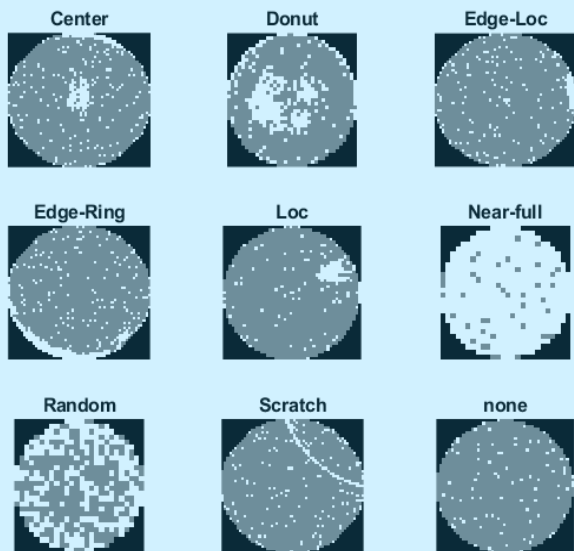 Center
Donut
Edge-Loc
Edge-Ring
Loc
Near-full
Random
Scratch
none